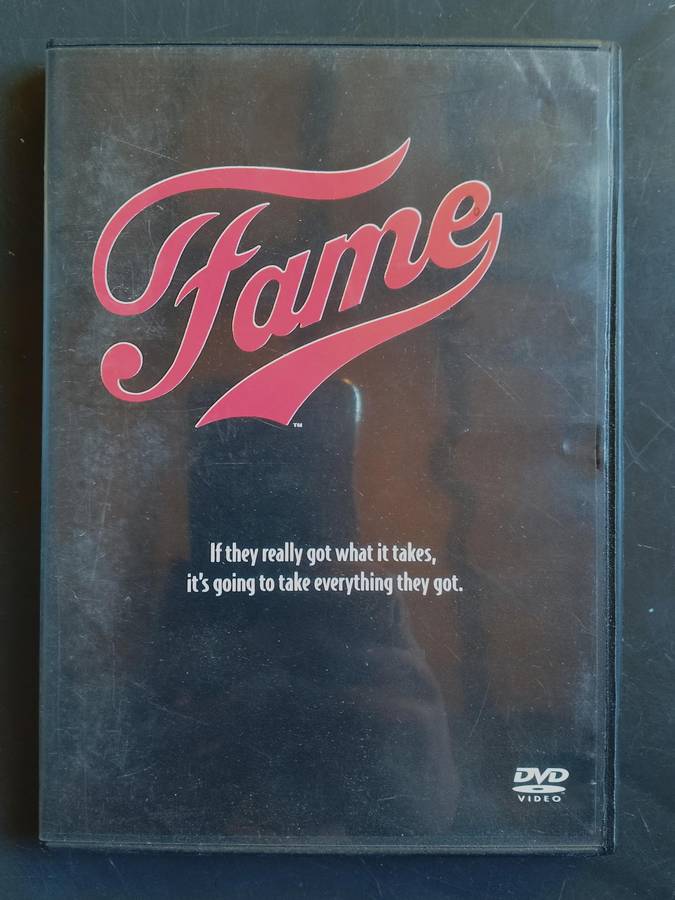 Fame
™
If they really got what it takes,
it's going to take everything they got.
DVD
VIDEO